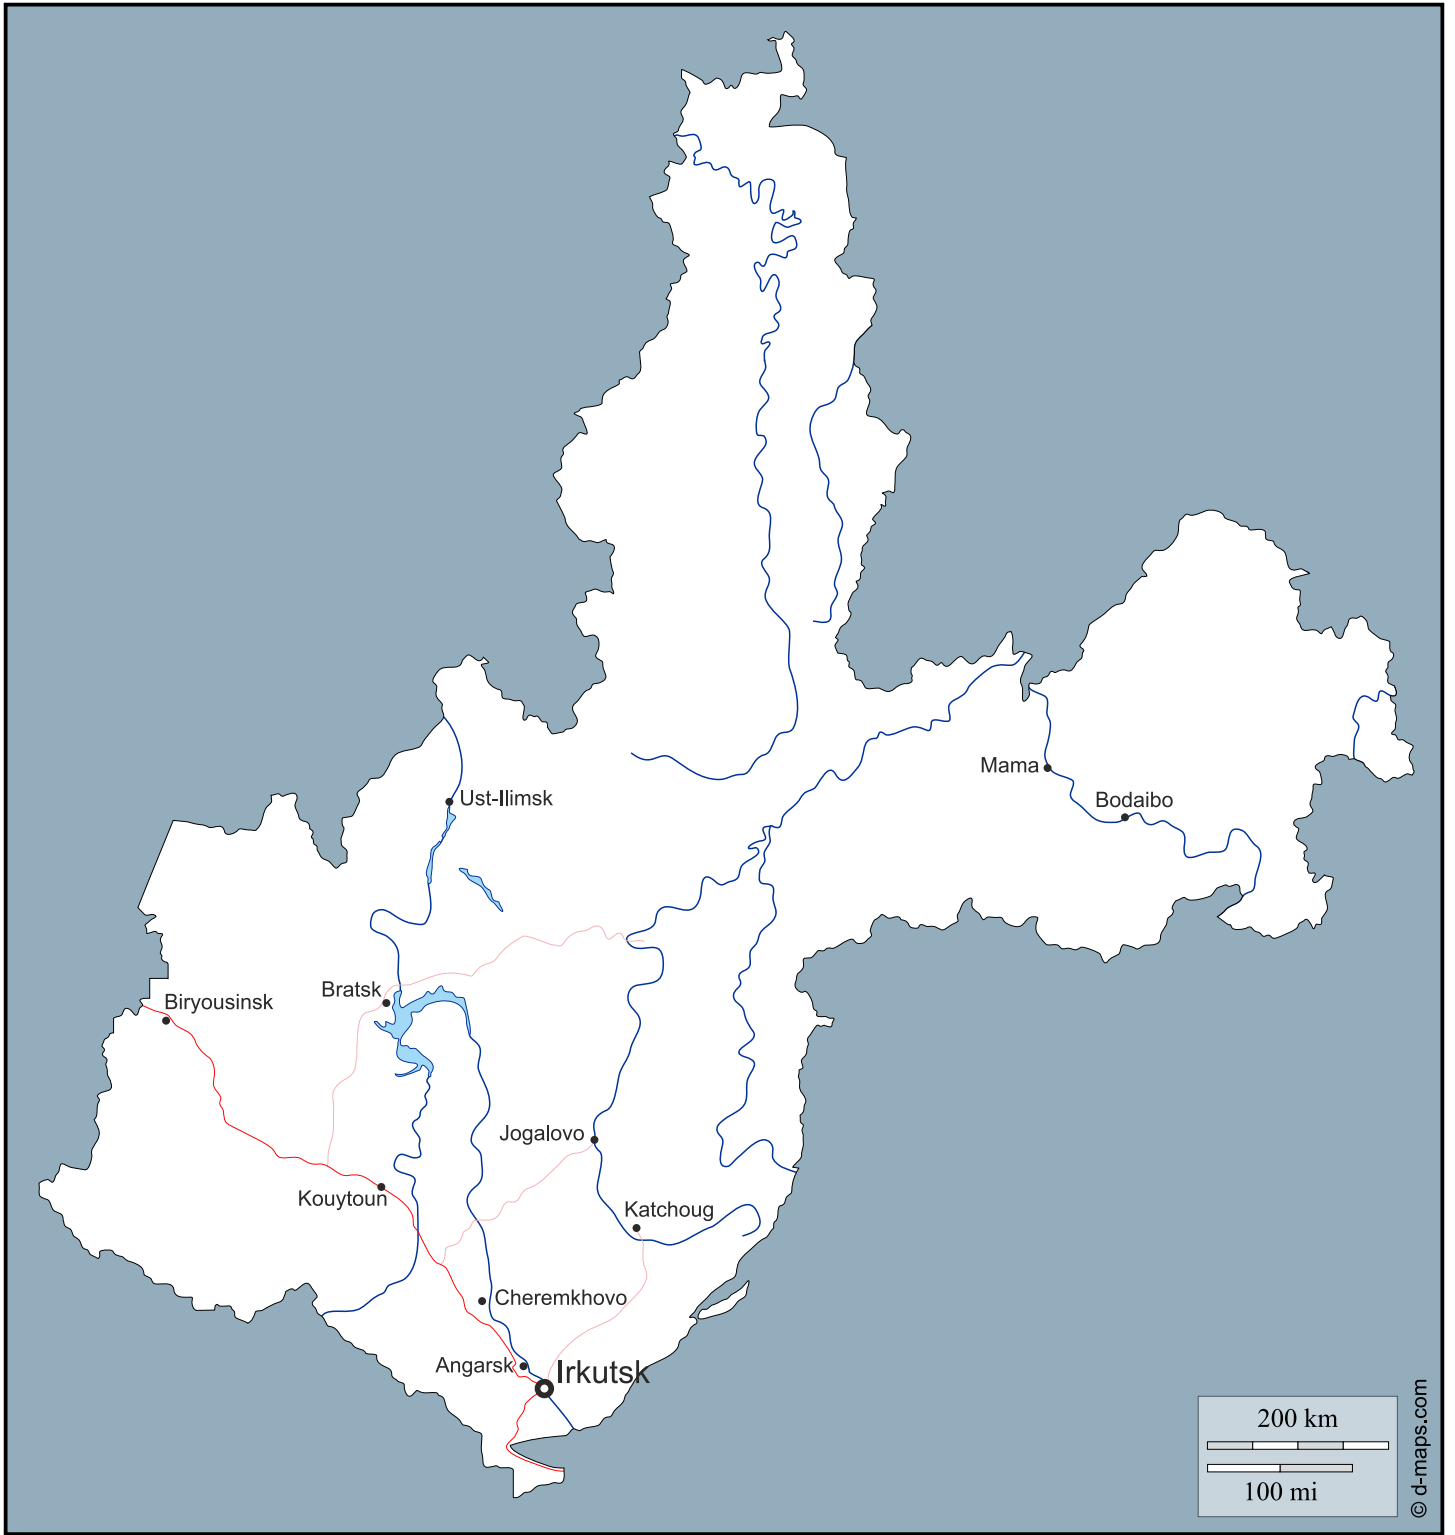 Mama
Bodaibo
Ust-Ilimsk
Bratsk
Biryousinsk
Jogalovo
Kouytoun
Katchoug
Cheremkhovo
Angarsk
Irkutsk
200 km
100 mi
© d-maps.com